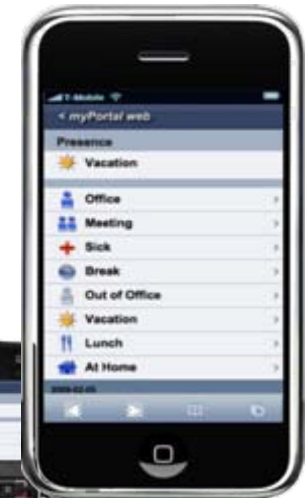 T-Mobile
< myPortal web
Presence
Vacation
Office
Meeting
Sick
Break
Out of Office
Vacation
Lunch
At Home